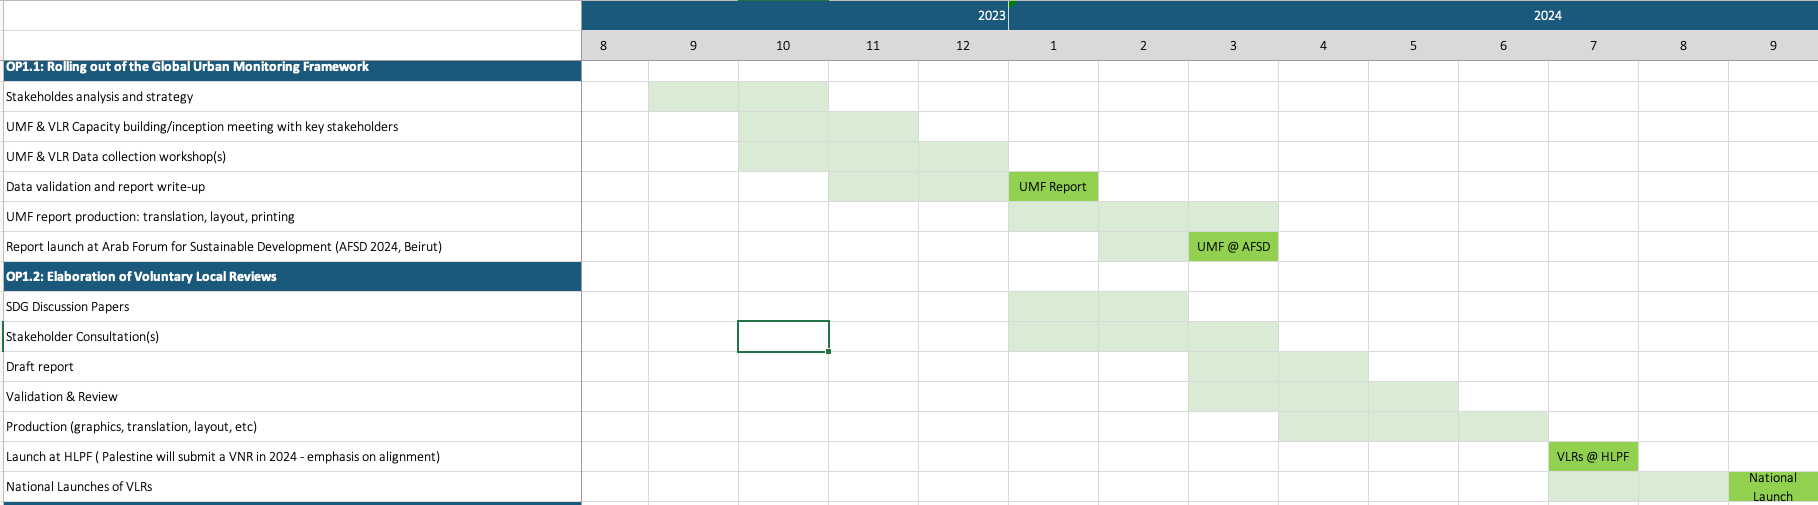 2023 2024
8 9 10 11 12 1 2 3 4 5 6 7 8 9
OP1.1: Rolling out of the Global Urban Monitoring Framework
Stakeholdes analysis and strategy
UMF & VLR Capacity building/inception meeting with key stakeholders
UMF & VLR Data collection workshop(s)
Data validation and report write-up UMF Report
UMF report production: translation, layout, printing
Report launch at Arab Forum for Sustainable Development (AFSD 2024, Beirut) UMF @ AFSD
OP1.2: Elaboration of Voluntary Local Reviews
SDG Discussion Papers
Stakeholder Consultation(s)
Draft report
Validation & Review
Production (graphics, translation, layout, etc)
Launch at HLPF ( Palestine will submit a VNR in 2024 - emphasis on alignment) VLRs @ HLPF
National Launches of VLRs National
Launch